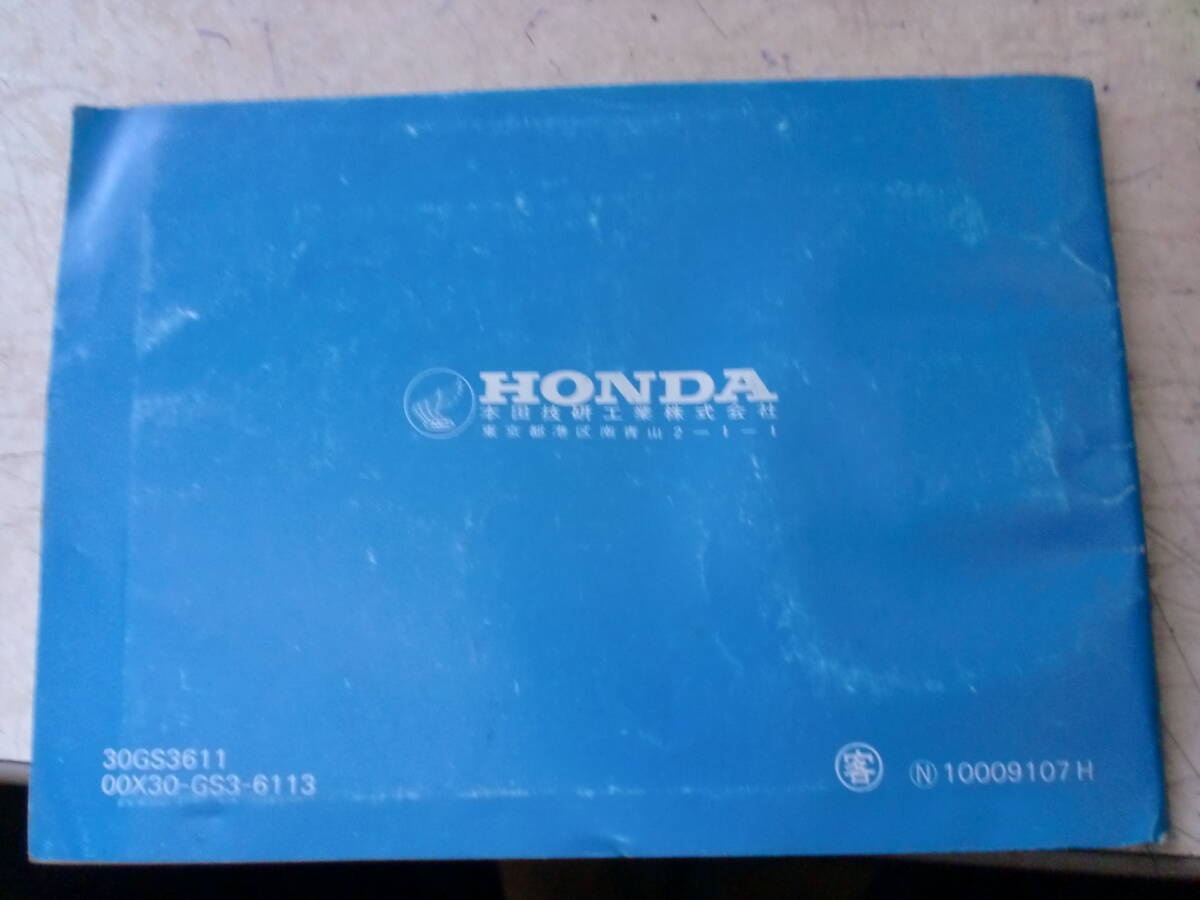 HONDA
本田技研工業株式会社
東京都港区南青山2-1-1
30GS3611
00X30-GS3-6113
客
N 10009107H